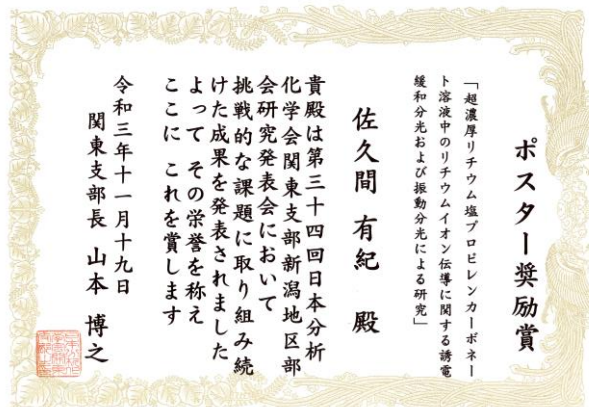 ポスター奨励賞
「超濃厚リチウム塩プロピレンカーボネー
ト溶液中のリチウムイオン伝導に関する誘電
緩和分光および振動分光による研究」
佐久間 有紀 殿
貴殿は第三十四回日本分析
化学会関東支部新潟地区部
会研究発表会において
挑戦的な課題に取り組み続
けた成果を発表されました
よって その栄誉を称え
ここに これを賞します
令和三年十一月十九日
関東支部長 山本 博之